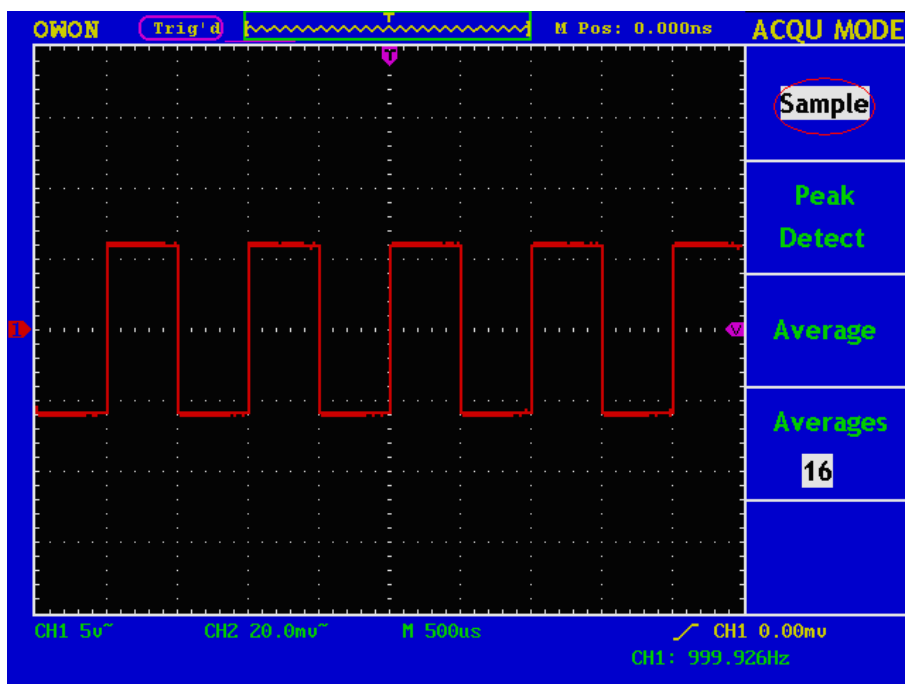 OWON Trig'd T M Pos: 0.000ns ACQU MODE
T
Sample
Peak
Detect
1 V Average
Averages
16
CH1 5v~ CH2 20.0mv~ M 500us CH1 0.00mv
CH1: 999.926Hz